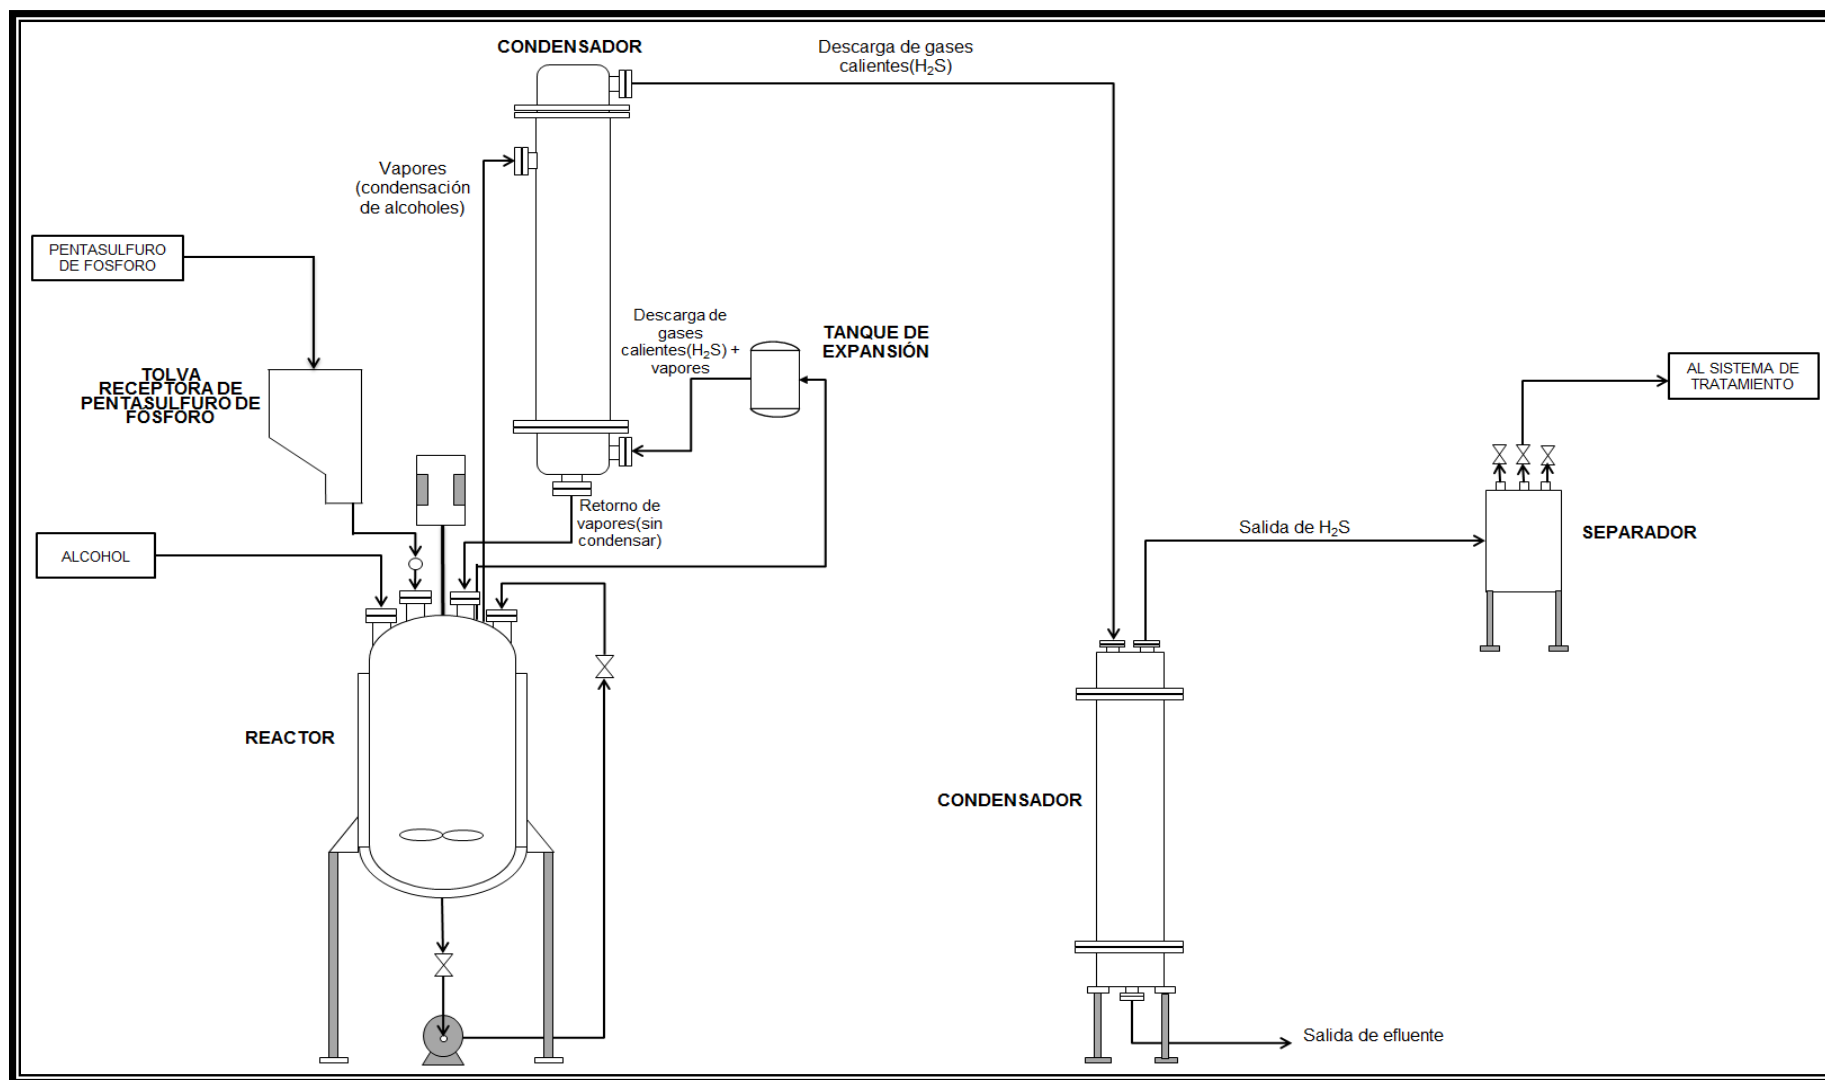 CONDENSADOR
Descarga de gases
calientes(H₂S)
Vapores
(condensación
de alcoholes)
PENTASULFURO
DE FOSFORO
Descarga de
gases
calientes(H₂S) +
vapores
TANQUE DE
EXPANSIÓN
TOLVA
RECEPTORA DE
PENTASULFURO DE
FÓSFORO
AL SISTEMA DE
TRATAMIENTO
Retorno de
vapores(sin
condensar)
ALCOHOL
Salida de H₂S
SEPARADOR
REACTOR
CONDENSADOR
Salida de efluente